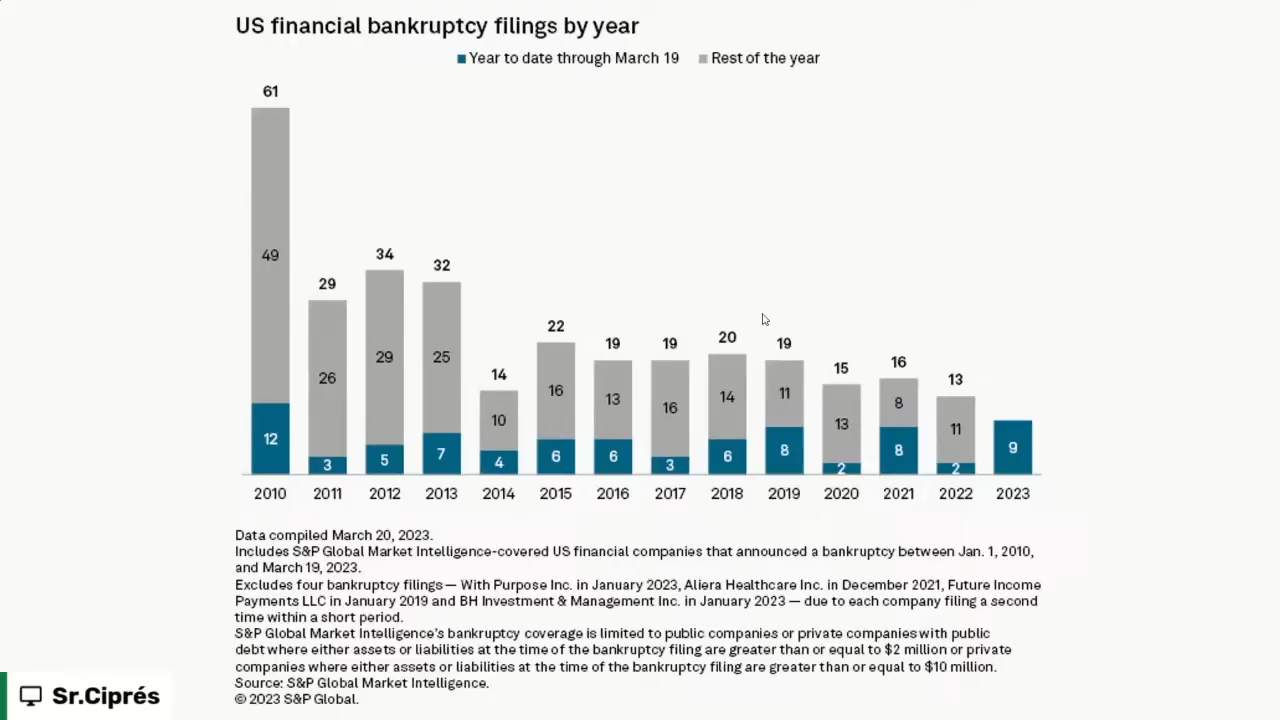 US financial bankruptcy filings by year
Year to date through March 19 Rest of the year
61
49
12
29
26
3
34
29
5
32
25
7
14
10
4
22
16
6
19
13
6
19
16
3
20
14
6
19
11
8
15
13
2
16
8
8
13
11
2
9
2010 2011 2012 2013 2014 2015 2016 2017 2018 2019 2020 2021 2022 2023
Data compiled March 20, 2023.
Includes S&P Global Market Intelligence-covered US financial companies that announced a bankruptcy between Jan. 1, 2010,
and March 19, 2023.
Excludes four bankruptcy filings — With Purpose Inc. in January 2023, Aliera Healthcare Inc. in December 2021, Future Income
Payments LLC in January 2019 and BH Investment & Management Inc. in January 2023 — due to each company filing a second
time within a short period.
S&P Global Market Intelligence's bankruptcy coverage is limited to public companies or private companies with public
debt where either assets or liabilities at the time of the bankruptcy filing are greater than or equal to $2 million or private
companies where either assets or liabilities at the time of the bankruptcy filing are greater than or equal to $10 million.
Source: S&P Global Market Intelligence.
© 2023 S&P Global.
Sr.Ciprés